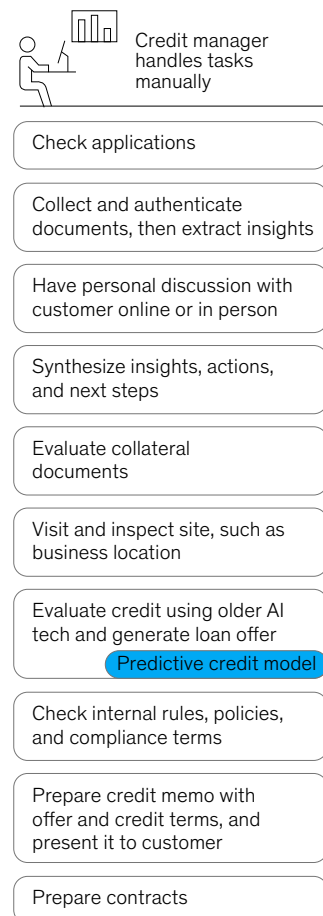 Credit manager
handles tasks
manually
Check applications
Collect and authenticate
documents, then extract insights
Have personal discussion with
customer online or in person
Synthesize insights, actions,
and next steps
Evaluate collateral
documents
Visit and inspect site, such as
business location
Evaluate credit using older AI
tech and generate loan offer
Predictive credit model
Check internal rules, policies,
and compliance terms
Prepare credit memo with
offer and credit terms, and
present it to customer
Prepare contracts